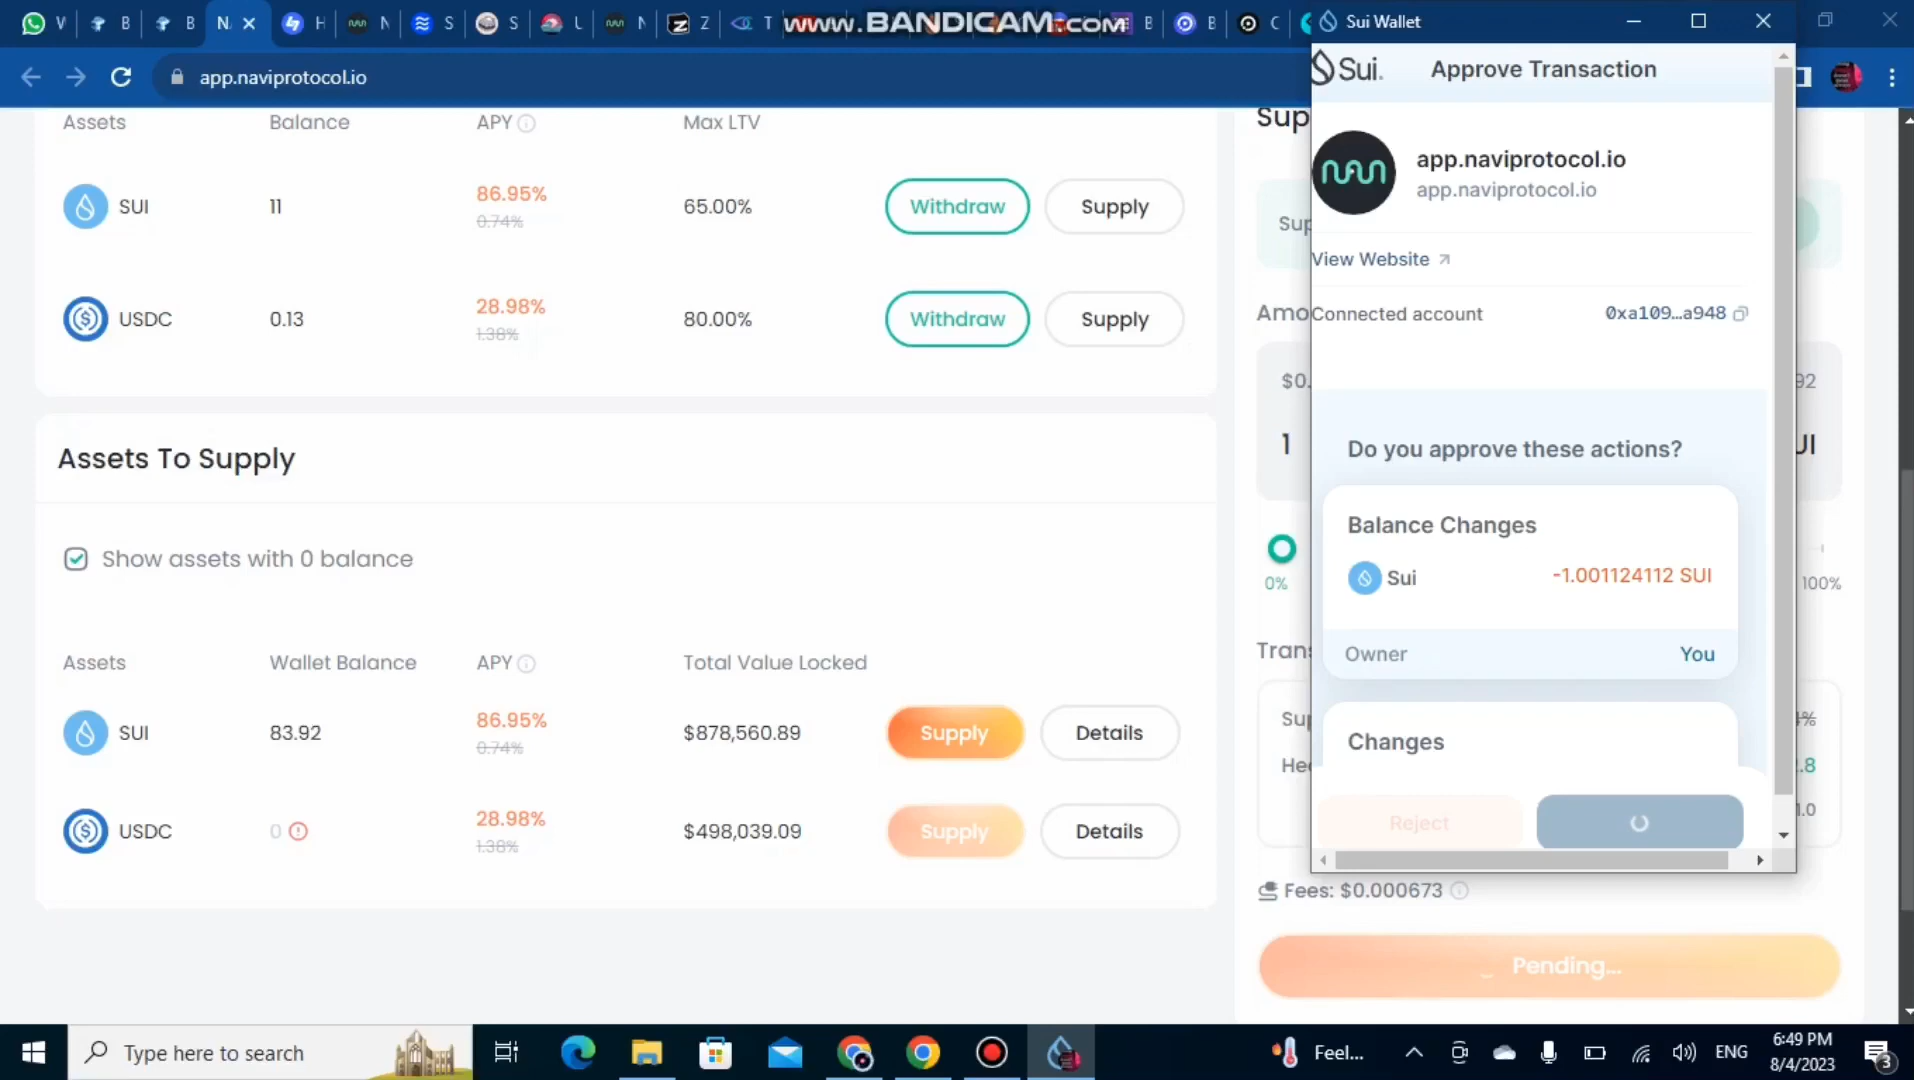 www.BANDICAM.com
Sui Wallet
app.naviprotocol.io
Sui.
Approve Transaction
app.naviprotocol.io
app.naviprotocol.io
View Website
Connected account
0xa109...a948
Do you approve these actions?
Balance Changes
Sui
-1.001124112 SUI
Owner
You
Changes
Reject
Assets
Balance
APY
Max LTV
SUI
11
86.95%
0.74%
65.00%
Withdraw
Supply
USDC
0.13
28.98%
1.38%
80.00%
Withdraw
Supply
Assets To Supply
Show assets with 0 balance
Assets
Wallet Balance
APY
Total Value Locked
SUI
83.92
86.95%
0.74%
$878,560.89
Supply
Details
USDC
0
28.98%
1.38%
$498,039.09
Supply
Details
1
0%
100%
Fees: $0.000673
Pending...
Type here to search
Feel...
ENG
6:49 PM
8/4/2023
3